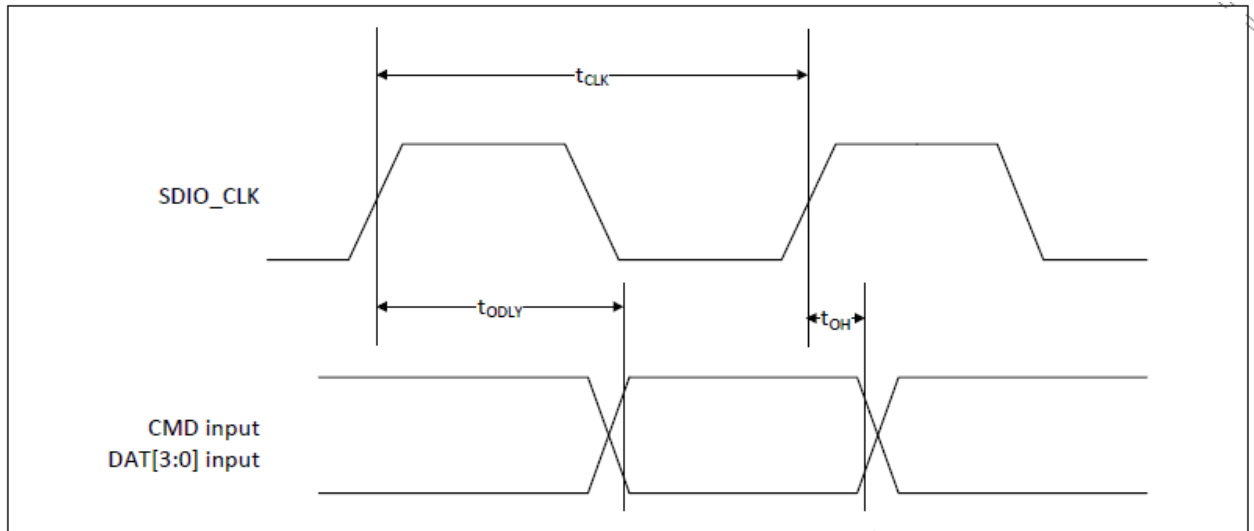 tCLK
SDIO_CLK
tODLY
tOH
CMD input
DAT[3:0] input